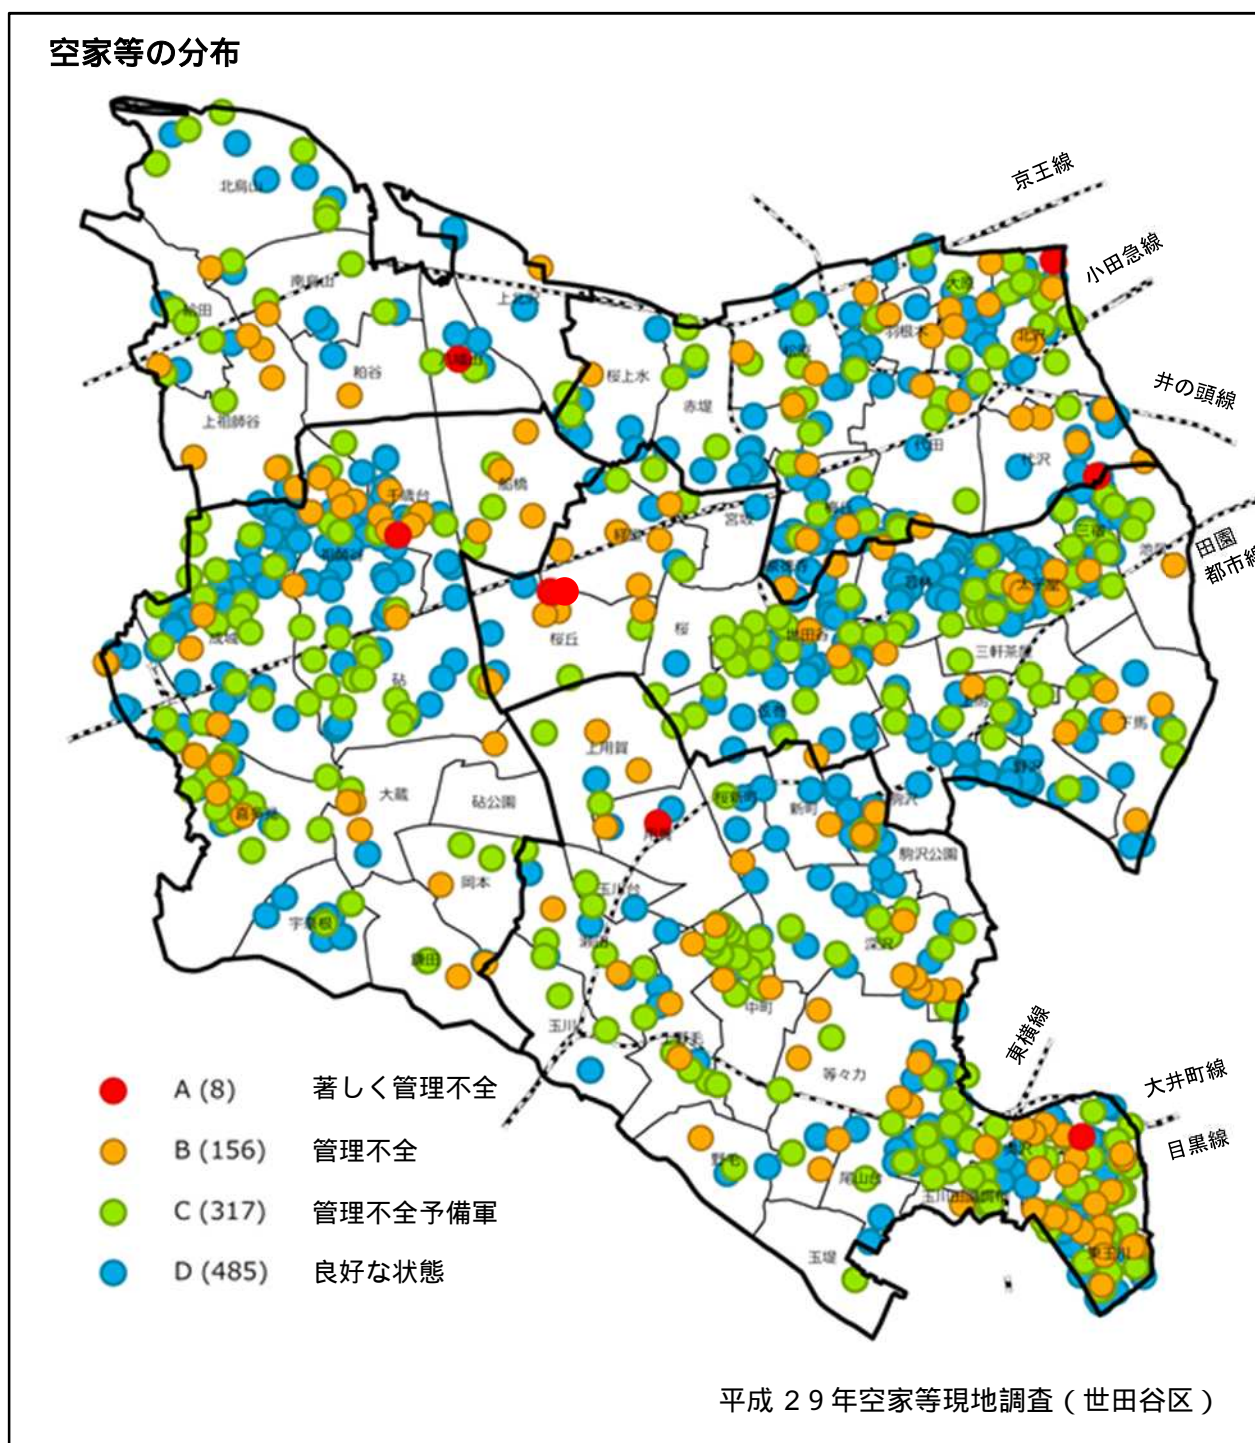 空家等の分布
京王線
小田急線
井の頭線
田園
都市線
北烏山
南烏山
給田
上北沢
八幡山
粕谷
上祖師谷
桜上水
赤堤
松原
羽根木
大原
北沢
代田
代沢
千歳台
船橋
祖師谷
経堂
宮坂
梅丘
豪徳寺
若林
三宿
池尻
太子堂
成城
桜丘
桜
世田谷
三軒茶屋
砧
弦巻
上馬
下馬
野沢
上用賀
用賀
桜新町
新町
駒沢
駒沢公園
大蔵
砧公園
喜多見
岡本
宇奈根
鎌田
玉川台
瀬田
深沢
中町
玉川
上野毛
等々力
野毛
尾山台
奥沢
玉川田園調布
東玉川
玉堤
東横線
大井町線
目黒線
A (8) 著しく管理不全
B (156) 管理不全
C (317) 管理不全予備軍
D (485) 良好な状態
平成 29年空家等現地調査 ( 世田谷区 )